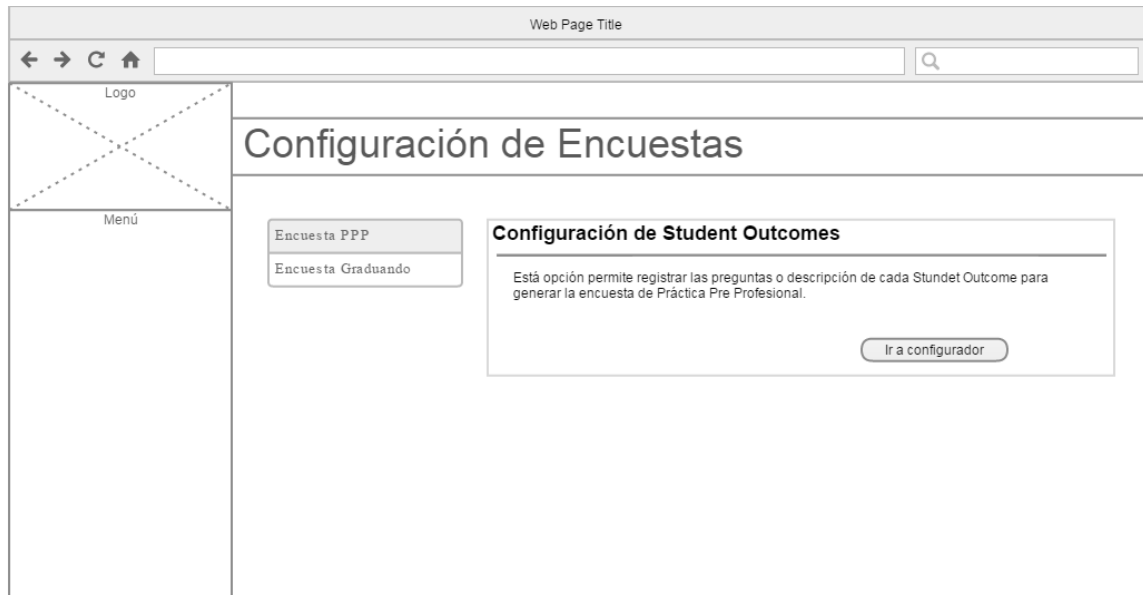 Web Page Title
Logo
Configuración de Encuestas
Menú
Encuesta PPP
Encuesta Graduando
Configuración de Student Outcomes
Está opción permite registrar las preguntas o descripción de cada Stundet Outcome para
generar la encuesta de Práctica Pre Profesional.
Ir a configurador